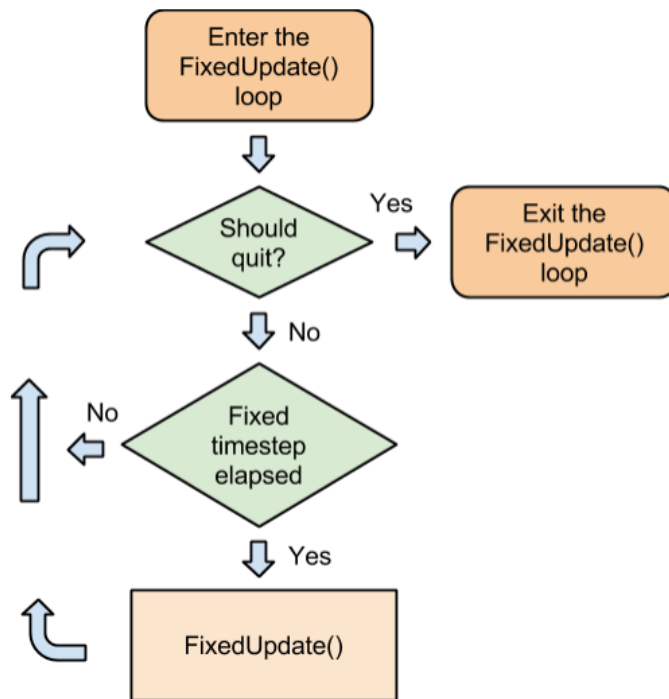 Enter the
FixedUpdate()
loop
Should
quit?
Yes
Exit the
FixedUpdate()
loop
No
Fixed
timestep
elapsed
No
Yes
FixedUpdate()